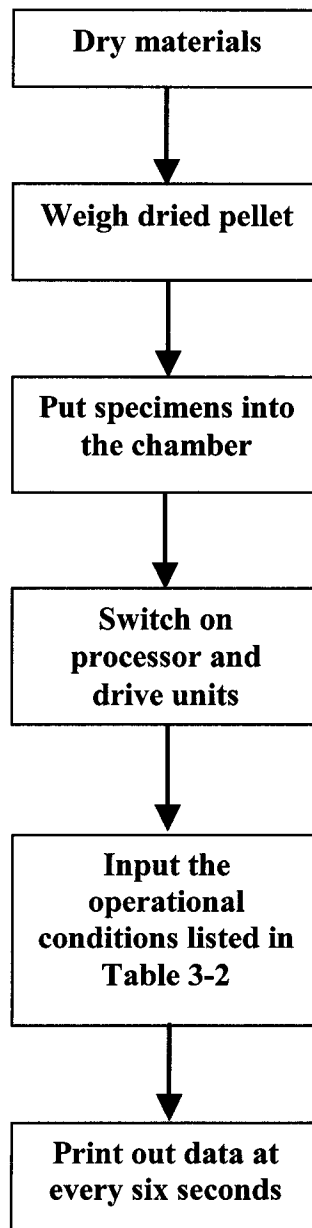 Dry materials
Weigh dried pellet
Put specimens into
the chamber
Switch on
processor and
drive units
Input the
operational
conditions listed in
Table 3-2
Print out data at
every six seconds